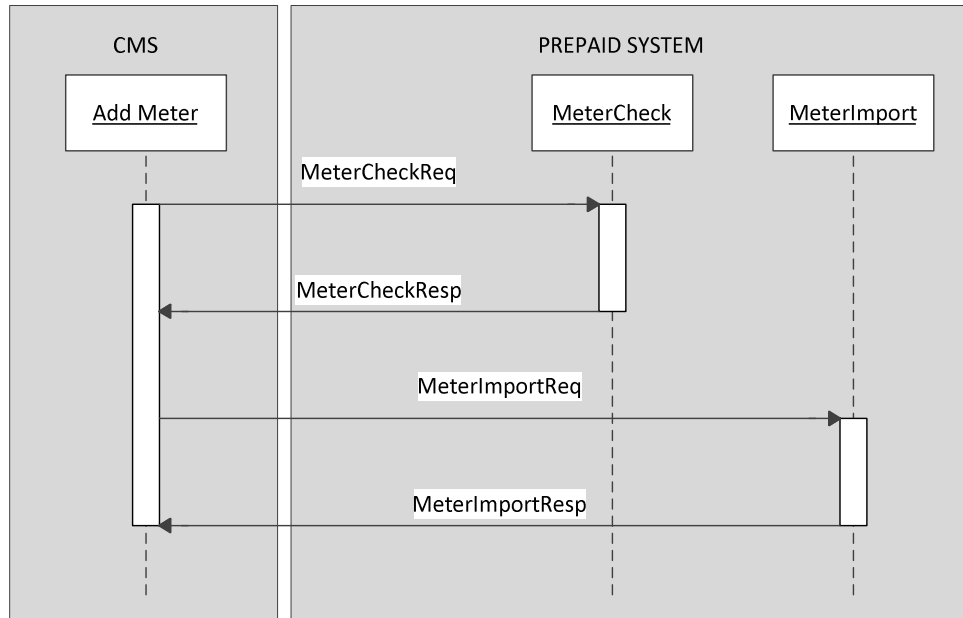 CMS
PREPAID SYSTEM
Add Meter
MeterCheck
MeterImport
MeterCheckReq
MeterCheckResp
MeterImportReq
MeterImportResp